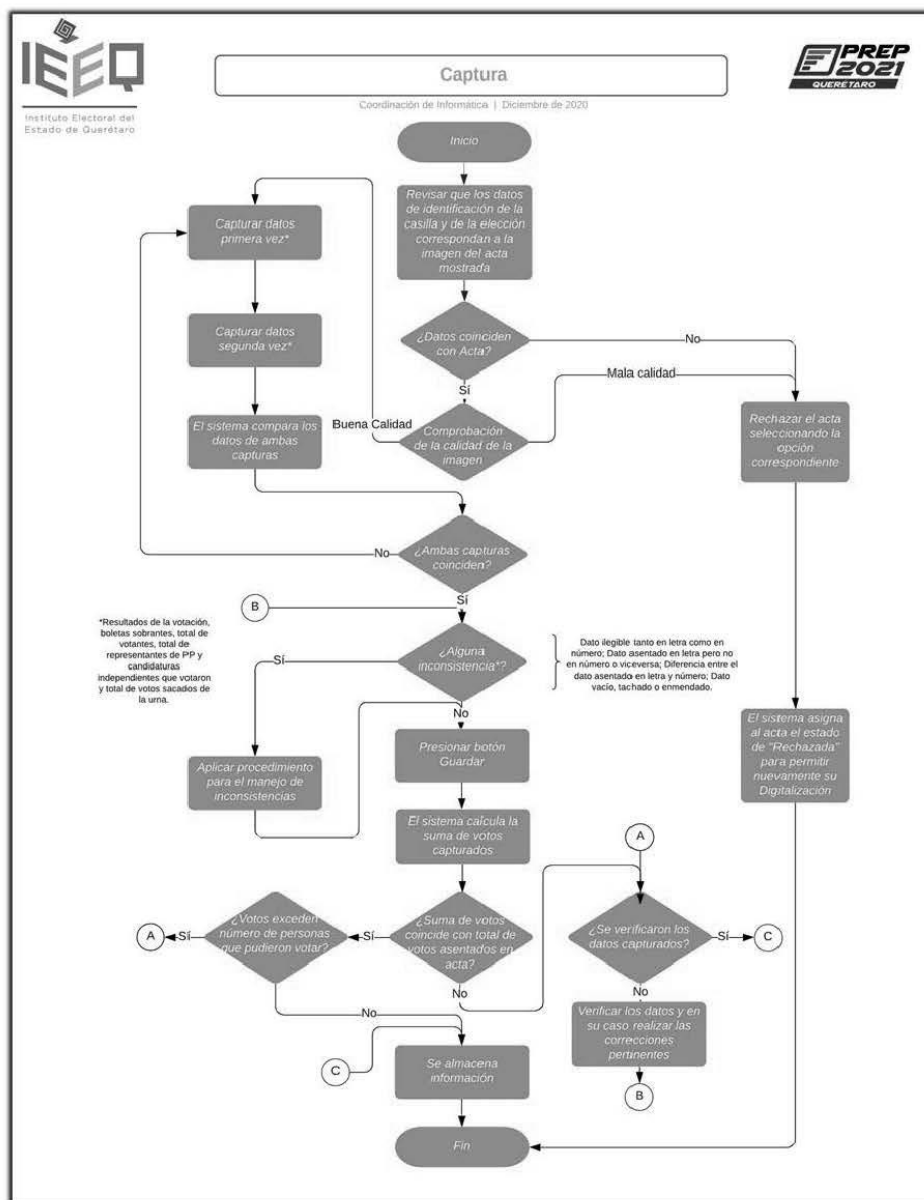 IEEQ
Instituto Electoral del
Estado de Querétaro
Captura
Coordinación de Informática | Diciembre de 2020
PREP
2021
QUERÉTARO
Inicio
Revisar que los datos
de identificación de la
casilla y de la elección
correspondan a la
imagen del acta
mostrada
Capturar datos
primera vez*
Capturar datos
segunda vez*
¿Datos coinciden
con Acta?
No
Sí
Mala calidad
El sistema compara los
datos de ambas
capturas
Buena Calidad
Comprobación
de la calidad de la
imagen
Rechazar el acta
seleccionando la
opción
correspondiente
¿Ambas capturas
coinciden?
No
Sí
B
*Resultados de la votación,
boletas sobrantes, total de
votantes, total de
representantes de PP y
candidaturas
independientes que votaron
y total de votos sacados de
la urna.
Sí
¿Alguna
inconsistencia*?
No
Dato ilegible tanto en letra como en
número; Dato asentado en letra pero no
en número o viceversa; Diferencia entre el
dato asentado en letra y número; Dato
vacío, tachado o enmendado.
Aplicar procedimiento
para el manejo de
inconsistencias
Presionar botón
Guardar
El sistema asigna
al acta el estado
de "Rechazada"
para permitir
nuevamente su
Digitalización
El sistema calcula la
suma de votos
capturados
A
A
Sí
¿Votos exceden
número de personas
que pudieron votar?
Sí
¿Suma de votos
coincide con total de
votos asentados en
acta?
¿Se verificaron los
datos capturados?
Sí
C
No
No
No
Verificar los datos y en
su caso realizar las
correcciones
pertinentes
B
C
Se almacena
información
Fin